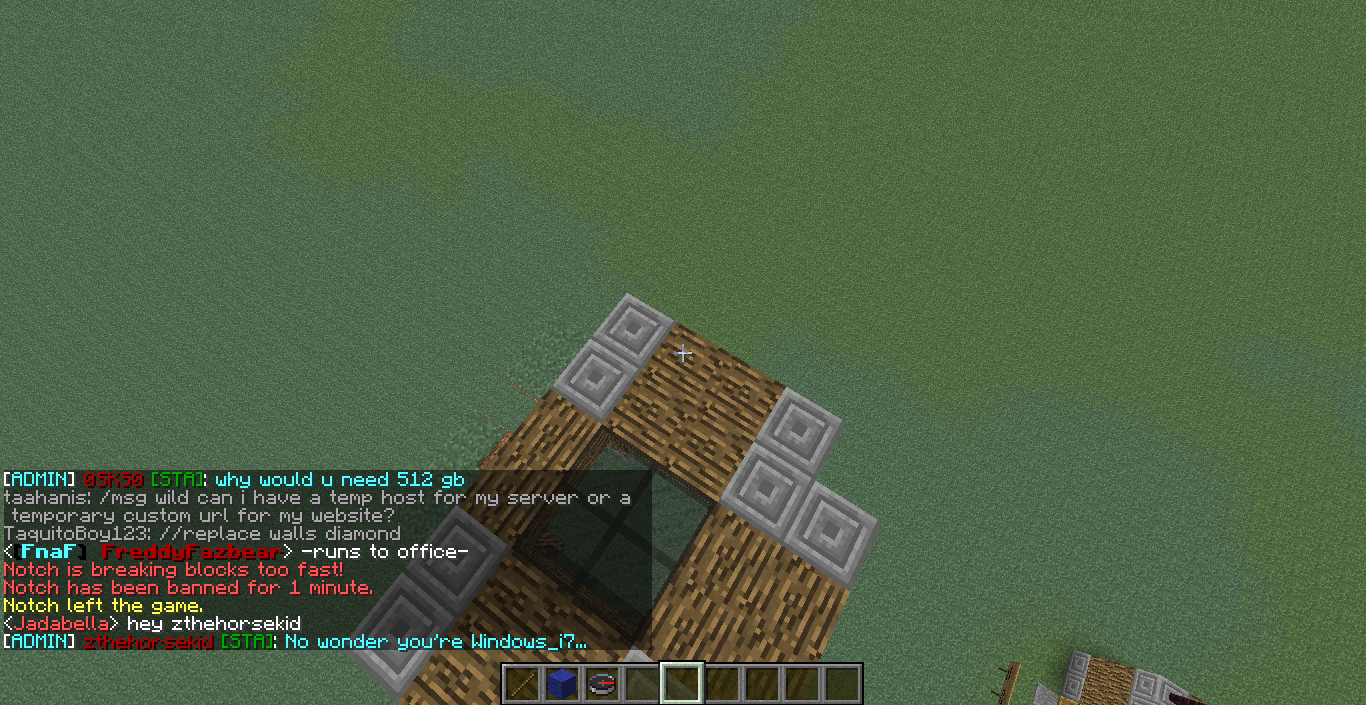 [ADMIN] 0SK50 [STA]: why would u need 512 gb
taahanis: /msg wild can i have a temp host for my server or a
temporary custom url for my website?
TaquitoBoy123: //replace walls diamond
<[FnaF] FreddyFazbear> -runs to office-
Notch is breaking blocks too fast!
Notch has been banned for 1 minute.
Notch left the game.
<Jadabella> hey zthehorsekid
[ADMIN] zthehorsekid [STA]: No wonder you're Windows_i7...